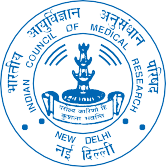 भारतीय आयुर्विज्ञान अनुसंधान परिषद
INDIAN COUNCIL OF MEDICAL RESEARCH
NEW DELHI
नई दिल्ली